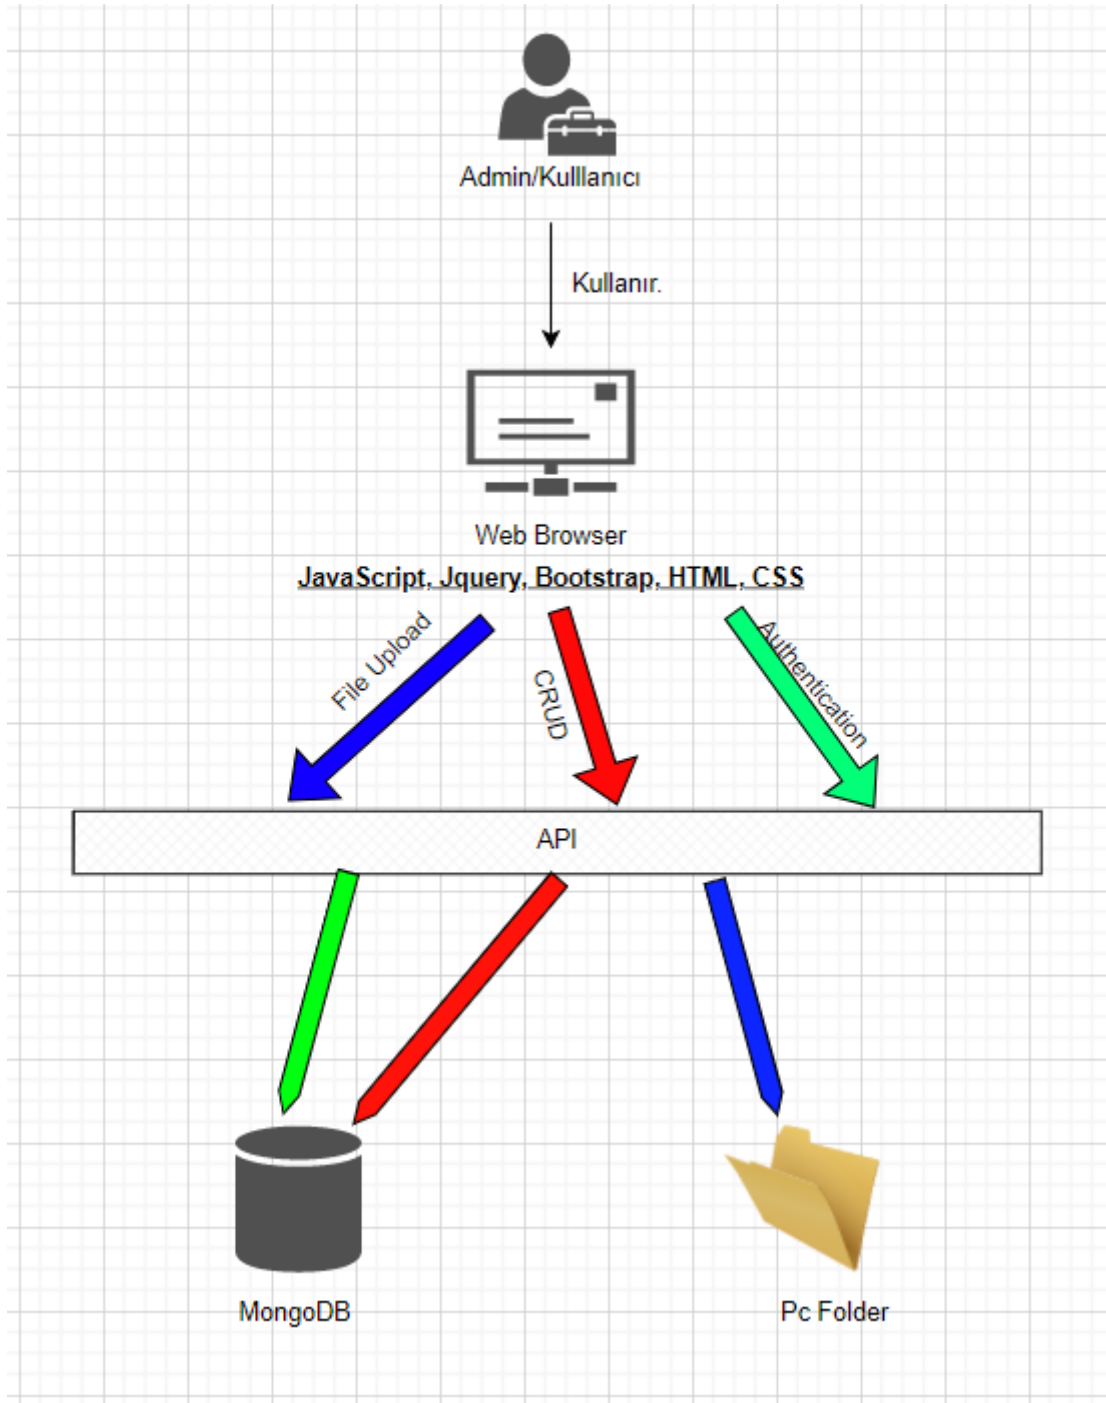 Admin/Kulllanıcı
Kullanır.
Web Browser
JavaScript, Jquery, Bootstrap, HTML, CSS
File Upload
CRUD
Authentication
API
MongoDB
Pc Folder